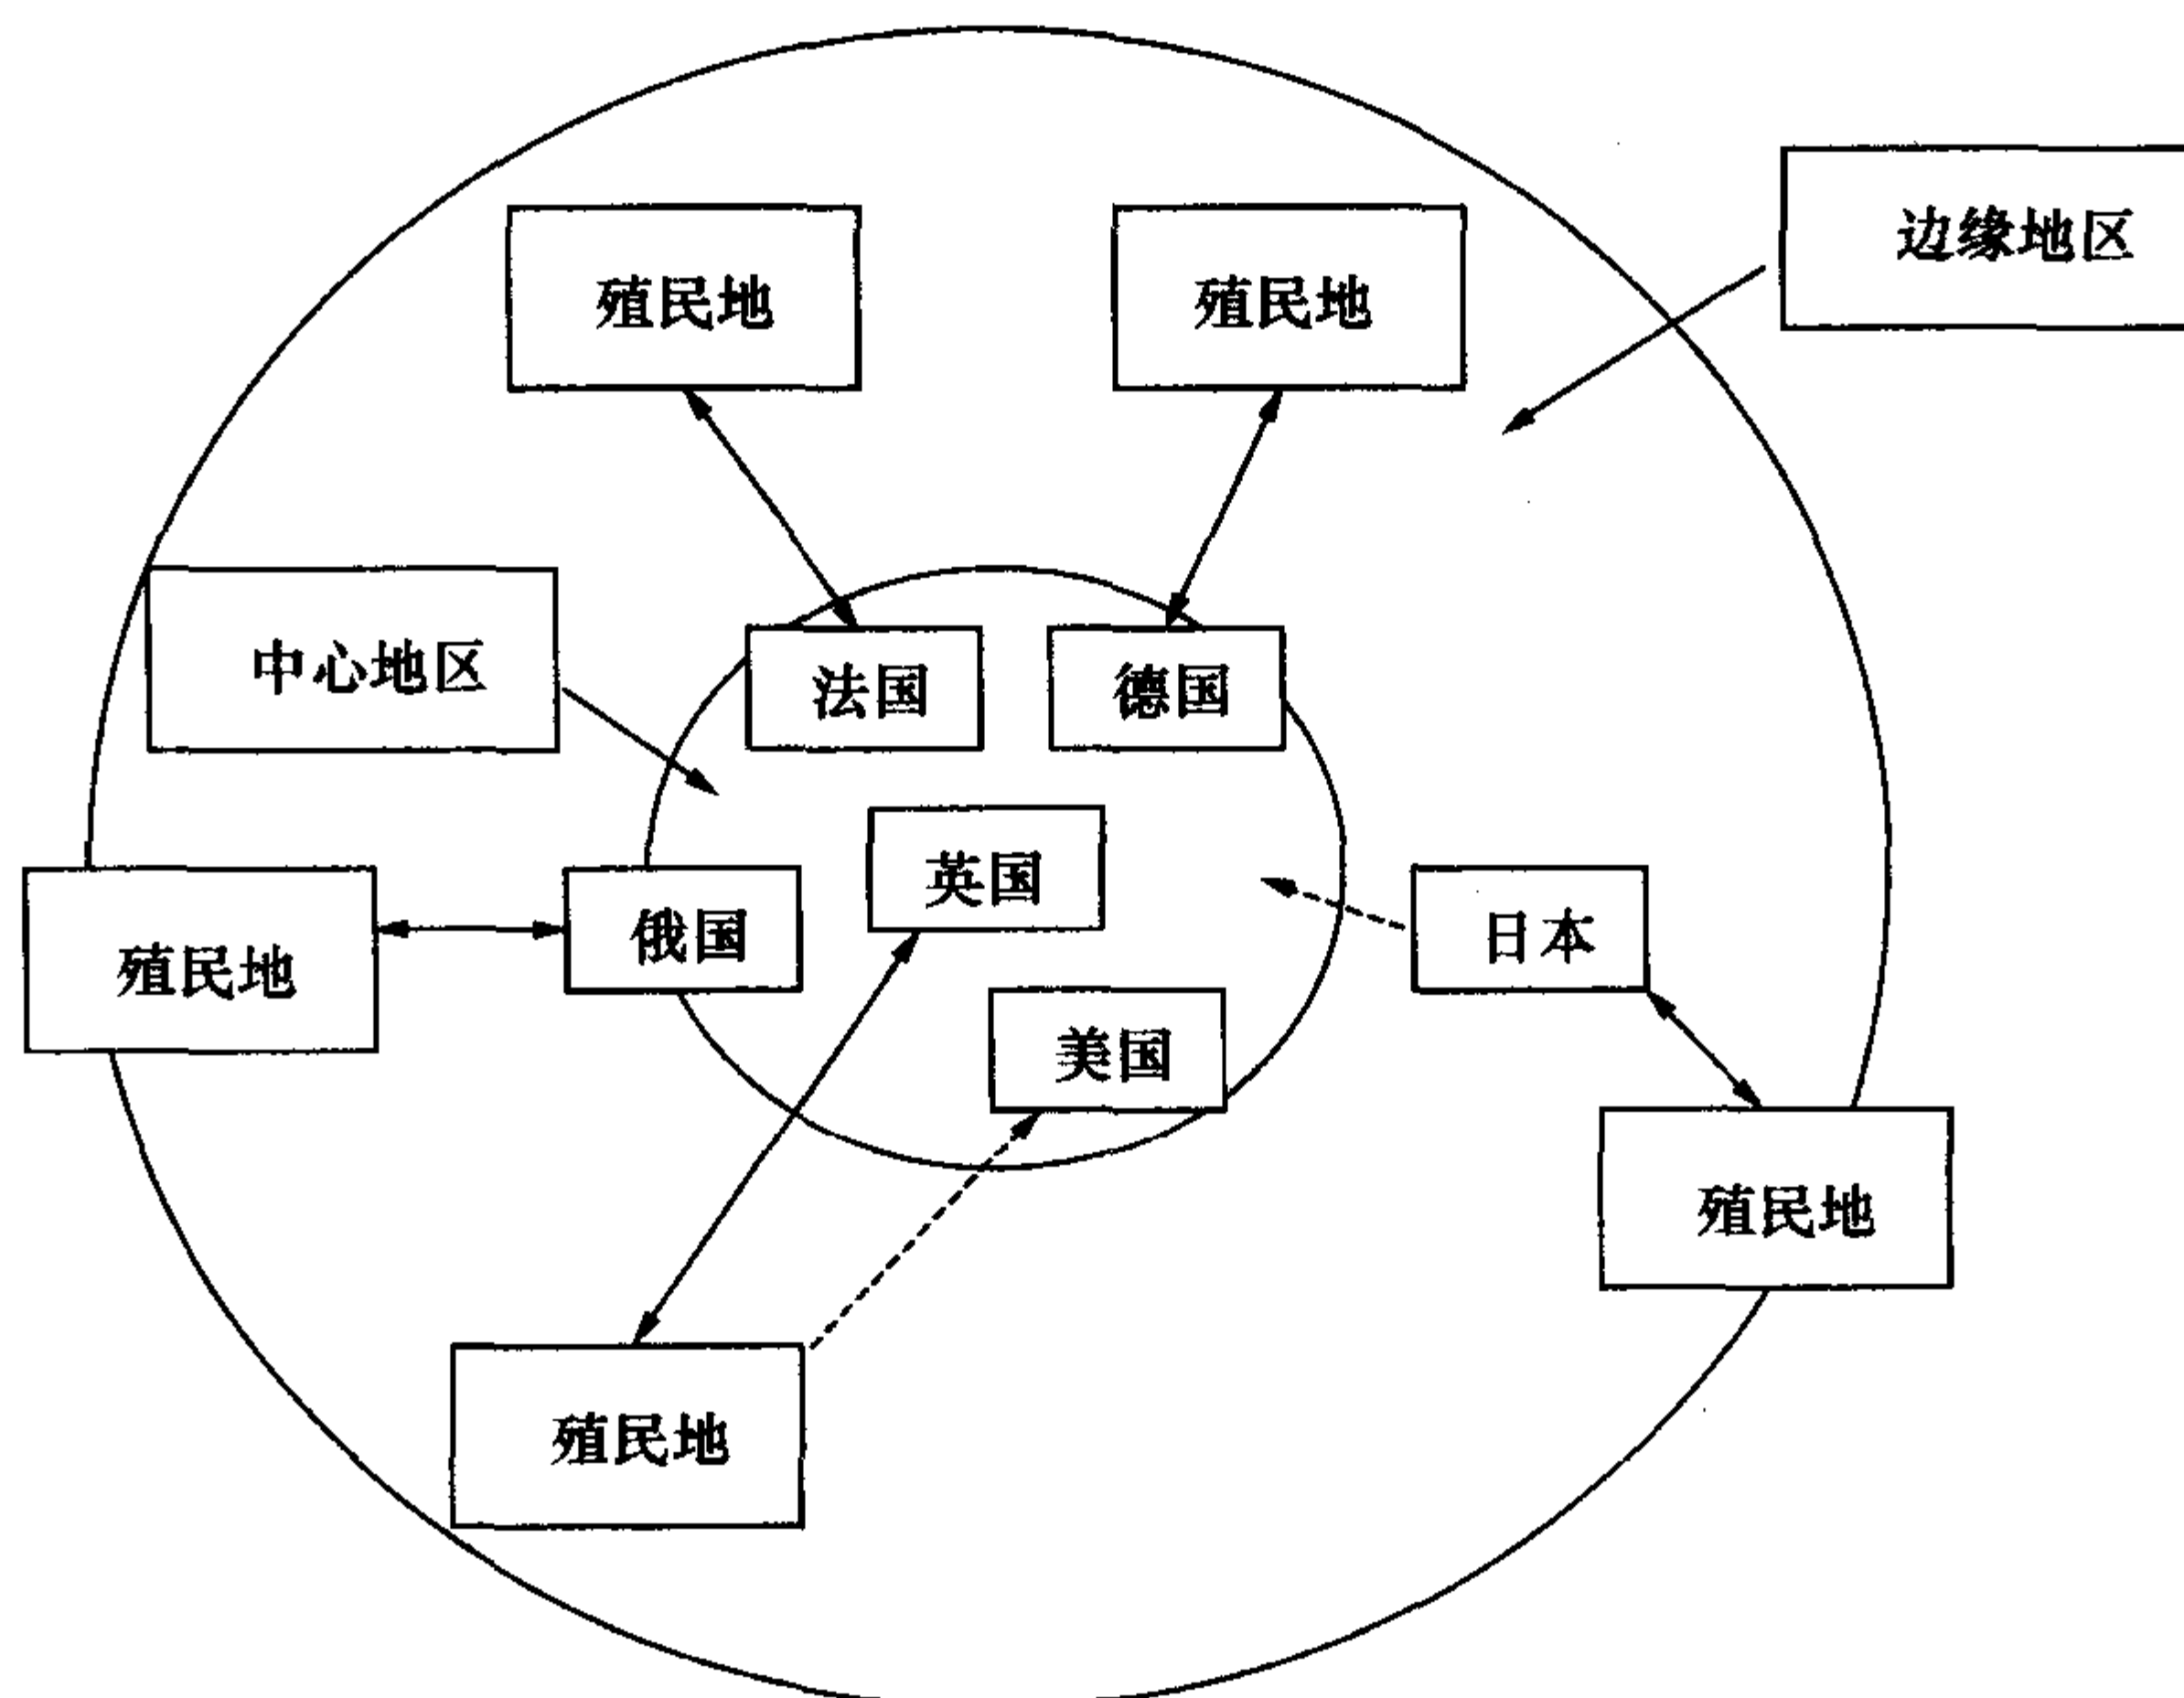 边缘地区
殖民地
殖民地
中心地区
法国
德国
英国
殖民地
俄国
日本
美国
殖民地
殖民地